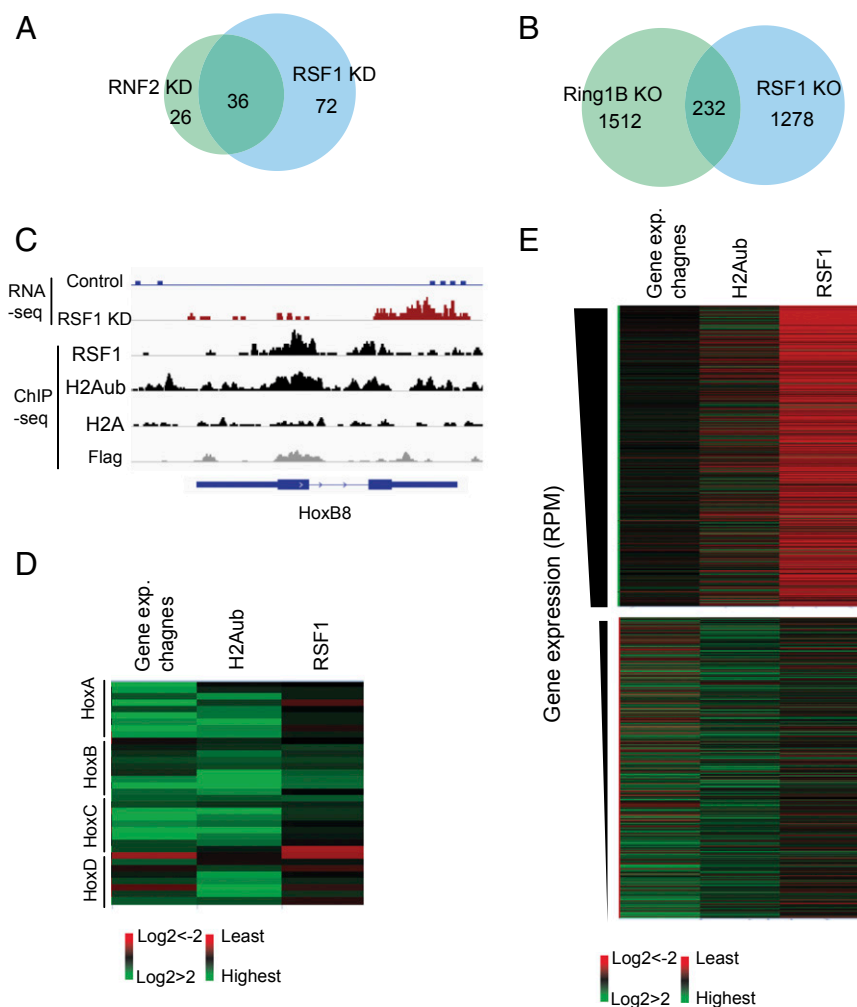 A
RNF2 KD
26
36
RSF1 KD
72
B
Ring1B KO
1512
232
RSF1 KO
1278
C
RNA
-seq
Control
RSF1 KD
ChIP
-seq
RSF1
H2Aub
H2A
Flag
HoxB8
D
Gene exp.
chagnes
H2Aub
RSF1
HoxA
HoxB
HoxC
HoxD
Log2<-2
Log2>2
Least
Highest
E
Gene exp.
chagnes
H2Aub
RSF1
Gene expression (RPM)
Log2<-2
Log2>2
Least
Highest